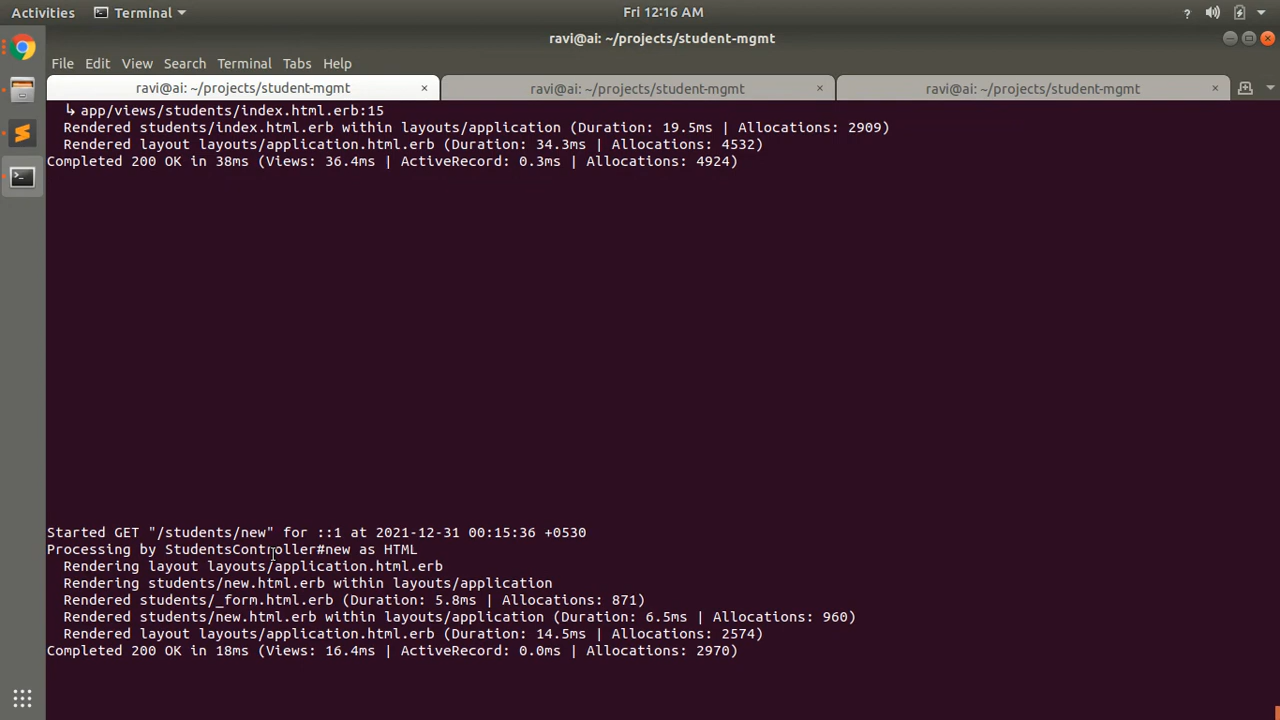 Activities Terminal Fri 12:16 AM ?
ravi@ai: ~/projects/student-mgmt
File Edit View Search Terminal Tabs Help
ravi@ai: ~/projects/student-mgmt × ravi@ai: ~/projects/student-mgmt × ravi@ai: ~/projects/student-mgmt ×
↳ app/views/students/index.html.erb:15
Rendered students/index.html.erb within layouts/application (Duration: 19.5ms | Allocations: 2909)
Rendered layout layouts/application.html.erb (Duration: 34.3ms | Allocations: 4532)
Completed 200 OK in 38ms (Views: 36.4ms | ActiveRecord: 0.3ms | Allocations: 4924)
Started GET "/students/new" for ::1 at 2021-12-31 00:15:36 +0530
Processing by StudentsController#new as HTML
Rendering layout layouts/application.html.erb
Rendering students/new.html.erb within layouts/application
Rendered students/_form.html.erb (Duration: 5.8ms | Allocations: 871)
Rendered students/new.html.erb within layouts/application (Duration: 6.5ms | Allocations: 960)
Rendered layout layouts/application.html.erb (Duration: 14.5ms | Allocations: 2574)
Completed 200 OK in 18ms (Views: 16.4ms | ActiveRecord: 0.0ms | Allocations: 2970)